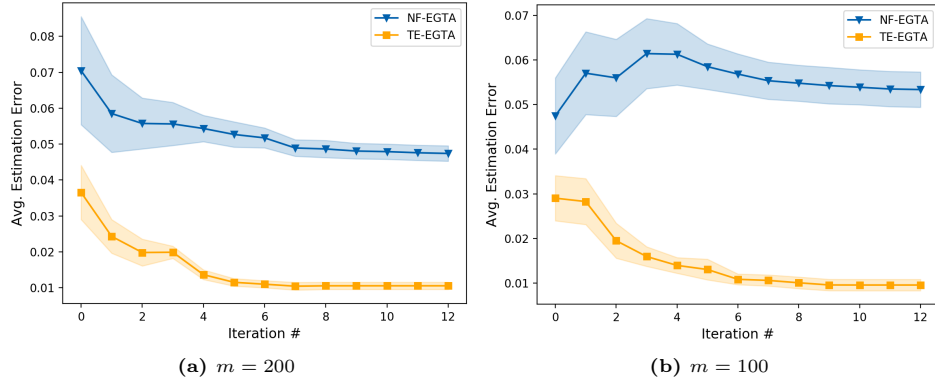 NF-EGTA
TE-EGTA
0.08
0.07
0.06
0.05
0.04
0.03
0.02
0.01
Avg. Estimation Error
0 2 4 6 8 10 12
Iteration #
(a) m = 200
NF-EGTA
TE-EGTA
0.07
0.06
0.05
0.04
0.03
0.02
0.01
Avg. Estimation Error
0 2 4 6 8 10 12
Iteration #
(b) m = 100